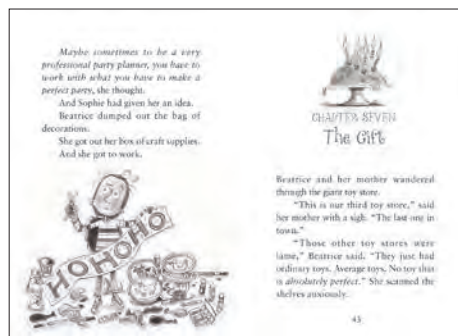 Maybe sometimes to be a very
professional party planner, you have to
work with what you have to make a
perfect party, she thought.
And Sophie had given her an idea.
Beatrice dumped out the bag of
decorations.
She got out her box of craft supplies.
And she got to work.
HOHOHO
CHAPTER SEVEN
The Gift
Beatrice and her mother wandered
through the giant toy store.
"This is our third toy store," said
her mother with a sigh. "The last one in
town."
"Those other toy stores were
lame," Beatrice said. "They just had
ordinary toys. Average toys. No toy that
is absolutely perfect." She scanned the
shelves anxiously.
43